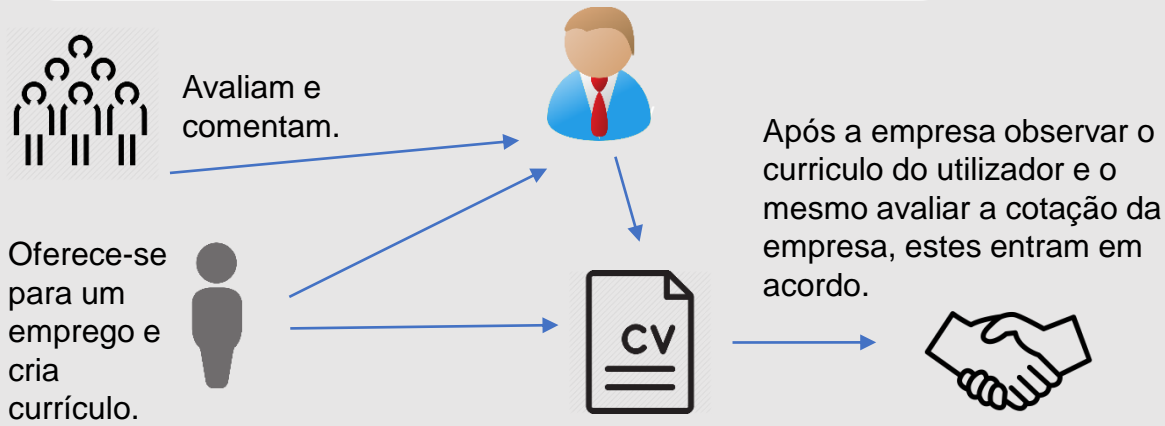 Avaliam e
comentam.
Após a empresa observar o
curriculo do utilizador e o
mesmo avaliar a cotação da
empresa, estes entram em
acordo.
Oferece-se
para um
emprego e
cria
currículo.
CV